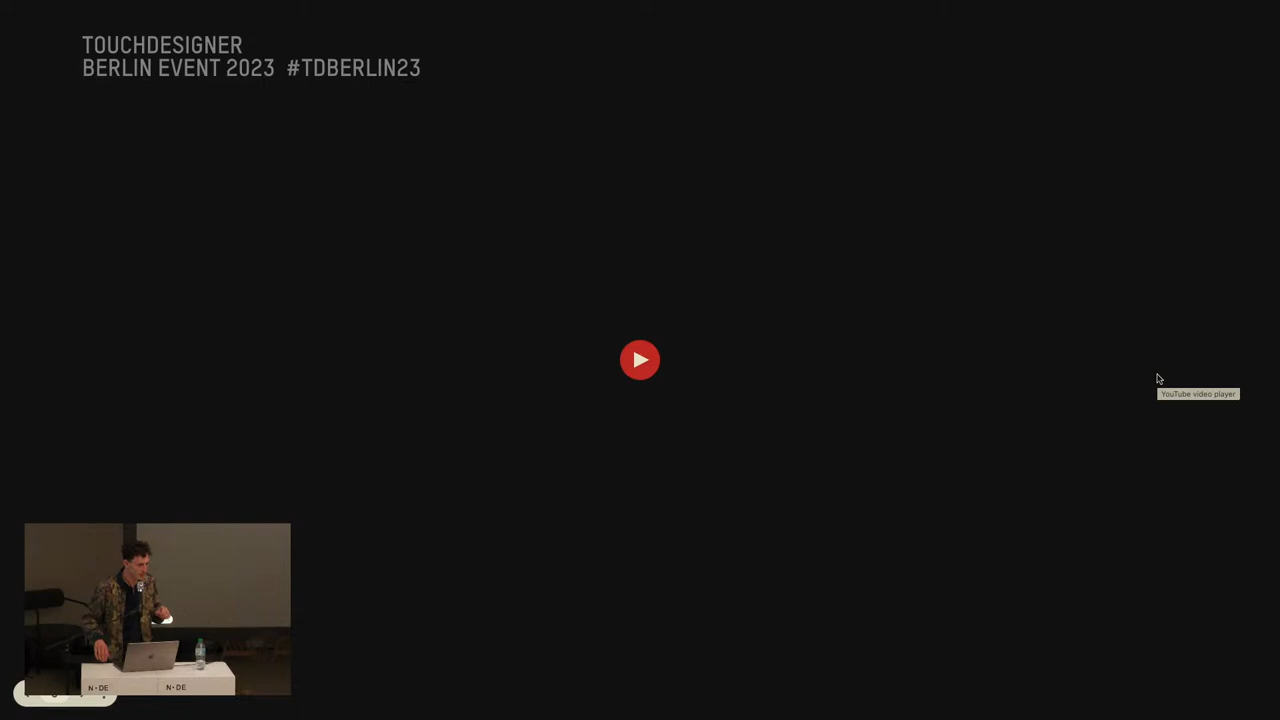 TOUCHDESIGNER
BERLIN EVENT 2023 #TDBERLIN23
YouTube video player
N·DE N·DE